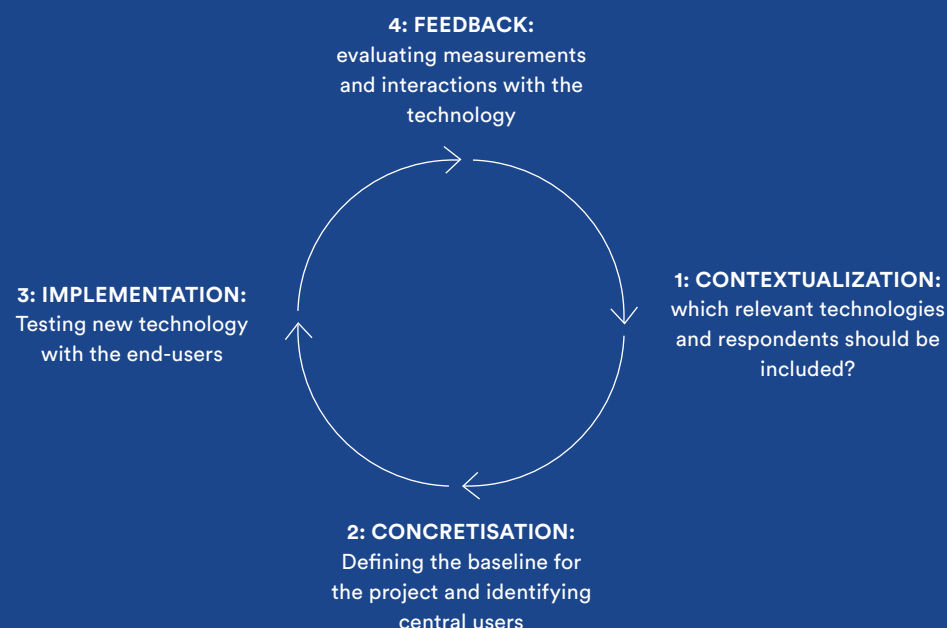 4: FEEDBACK:
evaluating measurements
and interactions with the
technology
1: CONTEXTUALIZATION:
which relevant technologies
and respondents should be
included?
2: CONCRETISATION:
Defining the baseline for
the project and identifying
central users
3: IMPLEMENTATION:
Testing new technology
with the end-users